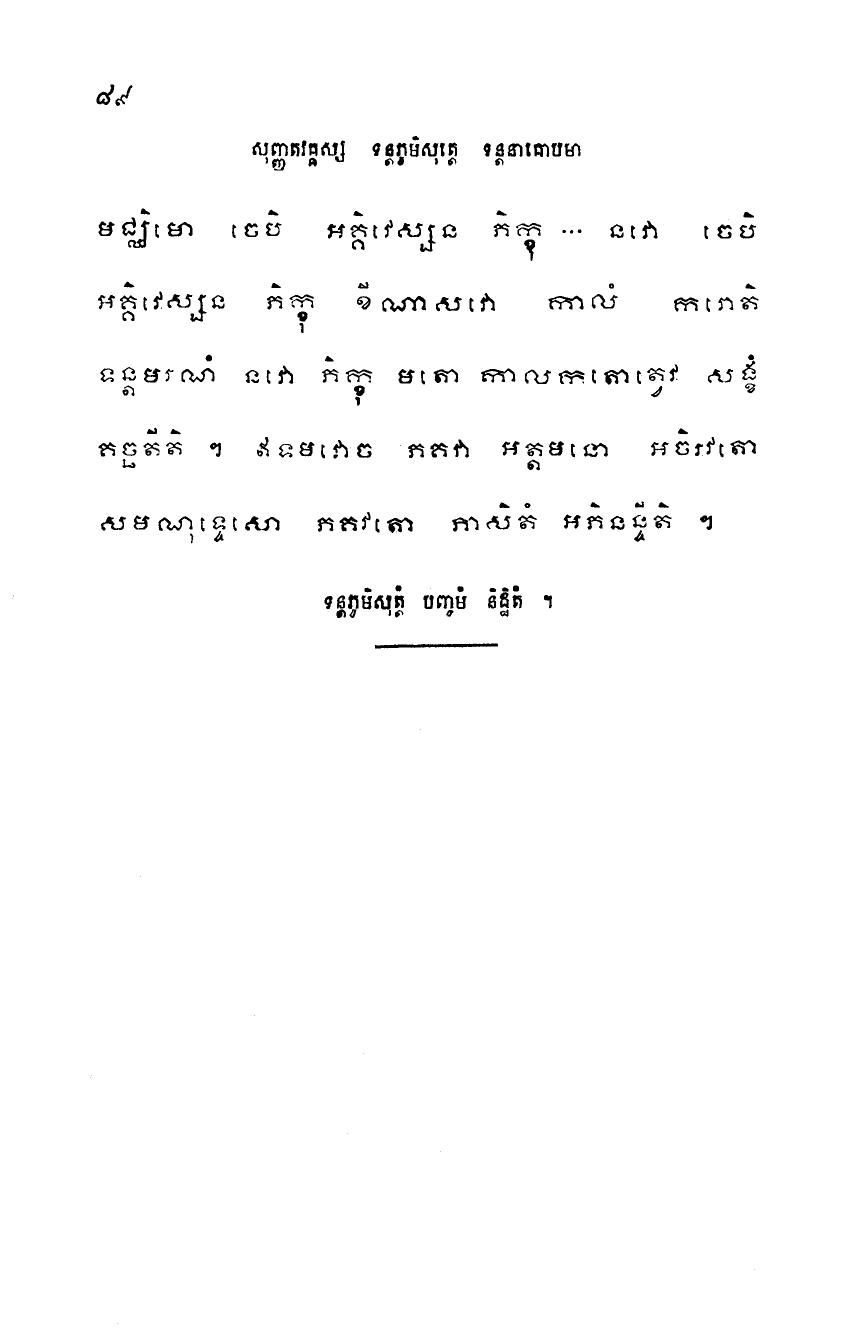 ៨៩
សុញ្ញតវគ្គស្ស ទន្តភូមិសុត្តេ ទន្តនាគោបមា
មជ្ឈិមោ ចេបិ អគ្គិវេស្សន ភិក្ខុ ... នវោ ចេបិ
អគ្គិវេស្សន ភិក្ខុ ខីណាសវោ កាលំ ករោតិ
ទន្តមរណំ នវោ ភិក្ខុ មតោ កាលកតោត្វេវ សង្ខំ
គច្ឆតីតិ ។ ឥទមវោច ភគវា អត្តមនោ អចិរវតោ
សមណុទ្ទេសោ ភគវតោ ភាសិតំ អភិនន្ទីតិ ។
ទន្តភូមិសុត្តំ បញ្ចមំ និដ្ឋិតំ ។